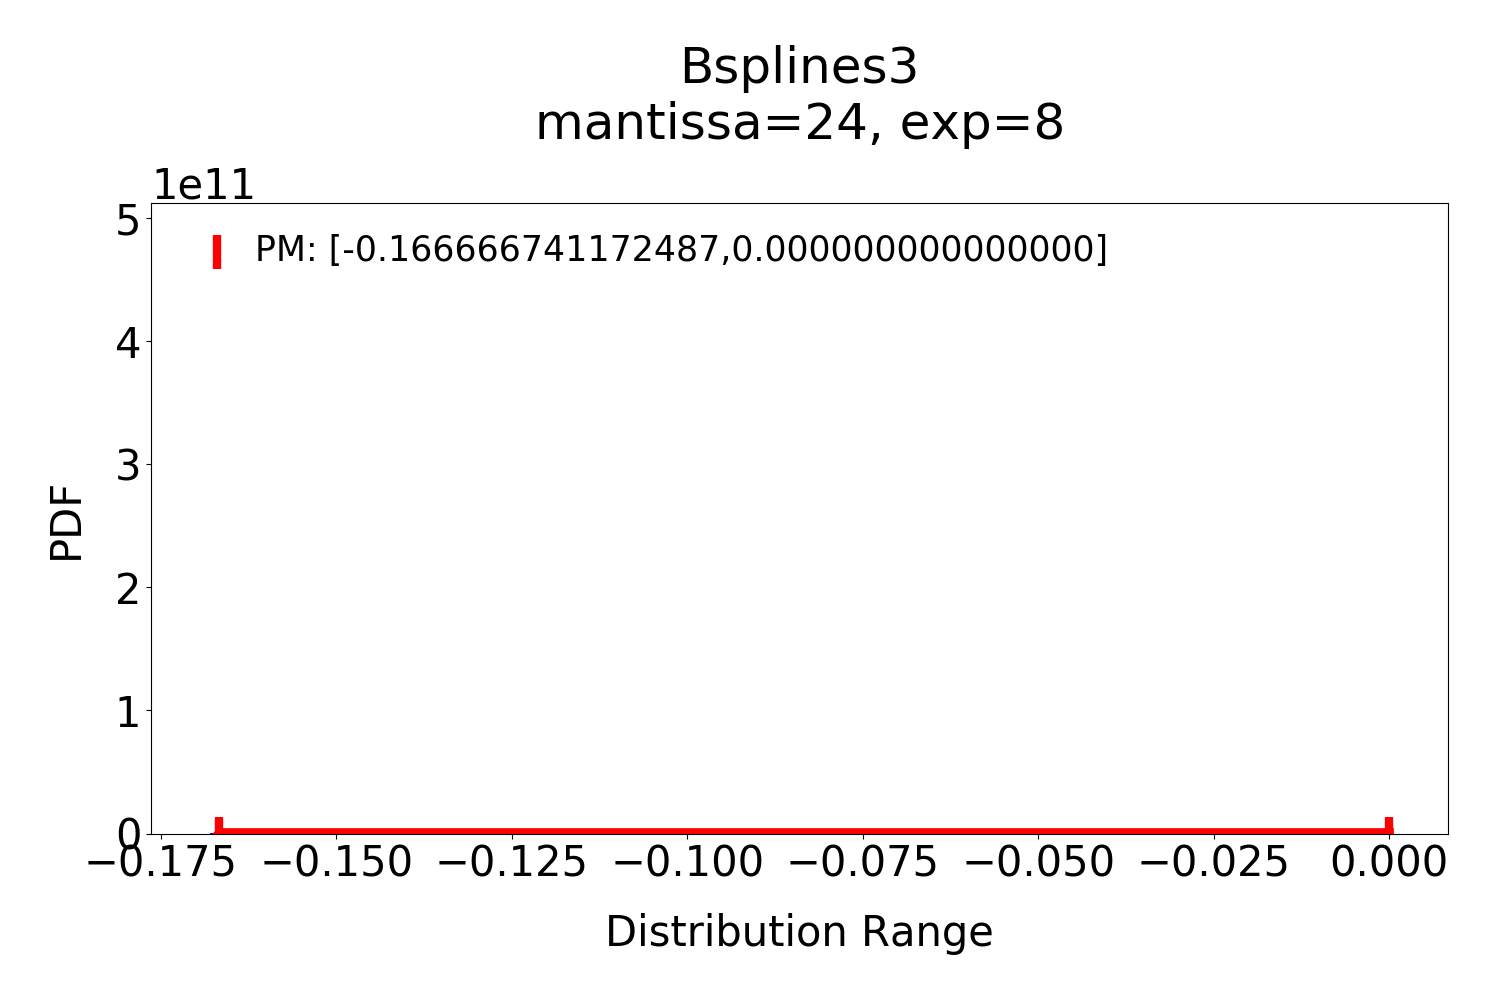 Bsplines3
mantissa=24, exp=8
1e11
5
PM: [-0.166666741172487,0.000000000000000]
4
3
2
1
0
PDF
−0.175 −0.150 −0.125 −0.100 −0.075 −0.050 −0.025 0.000
Distribution Range